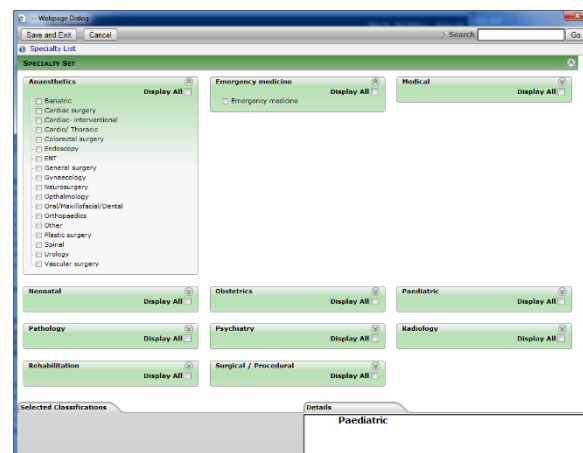 -- Webpage Dialog
Save and Exit Cancel Search Go
Specialty List
SPECIALTY SET
Anaesthetics
Display All
Bariatric
Cardiac surgery
Cardiac- interventional
Cardio/ Thoracic
Colorectal surgery
Endoscopy
ENT
General surgery
Gynaecology
Neurosurgery
Opthalmology
Oral/Maxillofacial/Dental
Orthopaedics
Other
Plastic surgery
Spinal
Urology
Vascular surgery
Emergency medicine
Display All
Emergency medicine
Medical
Display All
Neonatal
Display All
Obstetrics
Display All
Paediatric
Display All
Pathology
Display All
Psychiatry
Display All
Radiology
Display All
Rehabilitation
Display All
Surgical / Procedural
Display All
Selected Classifications
Details
Paediatric